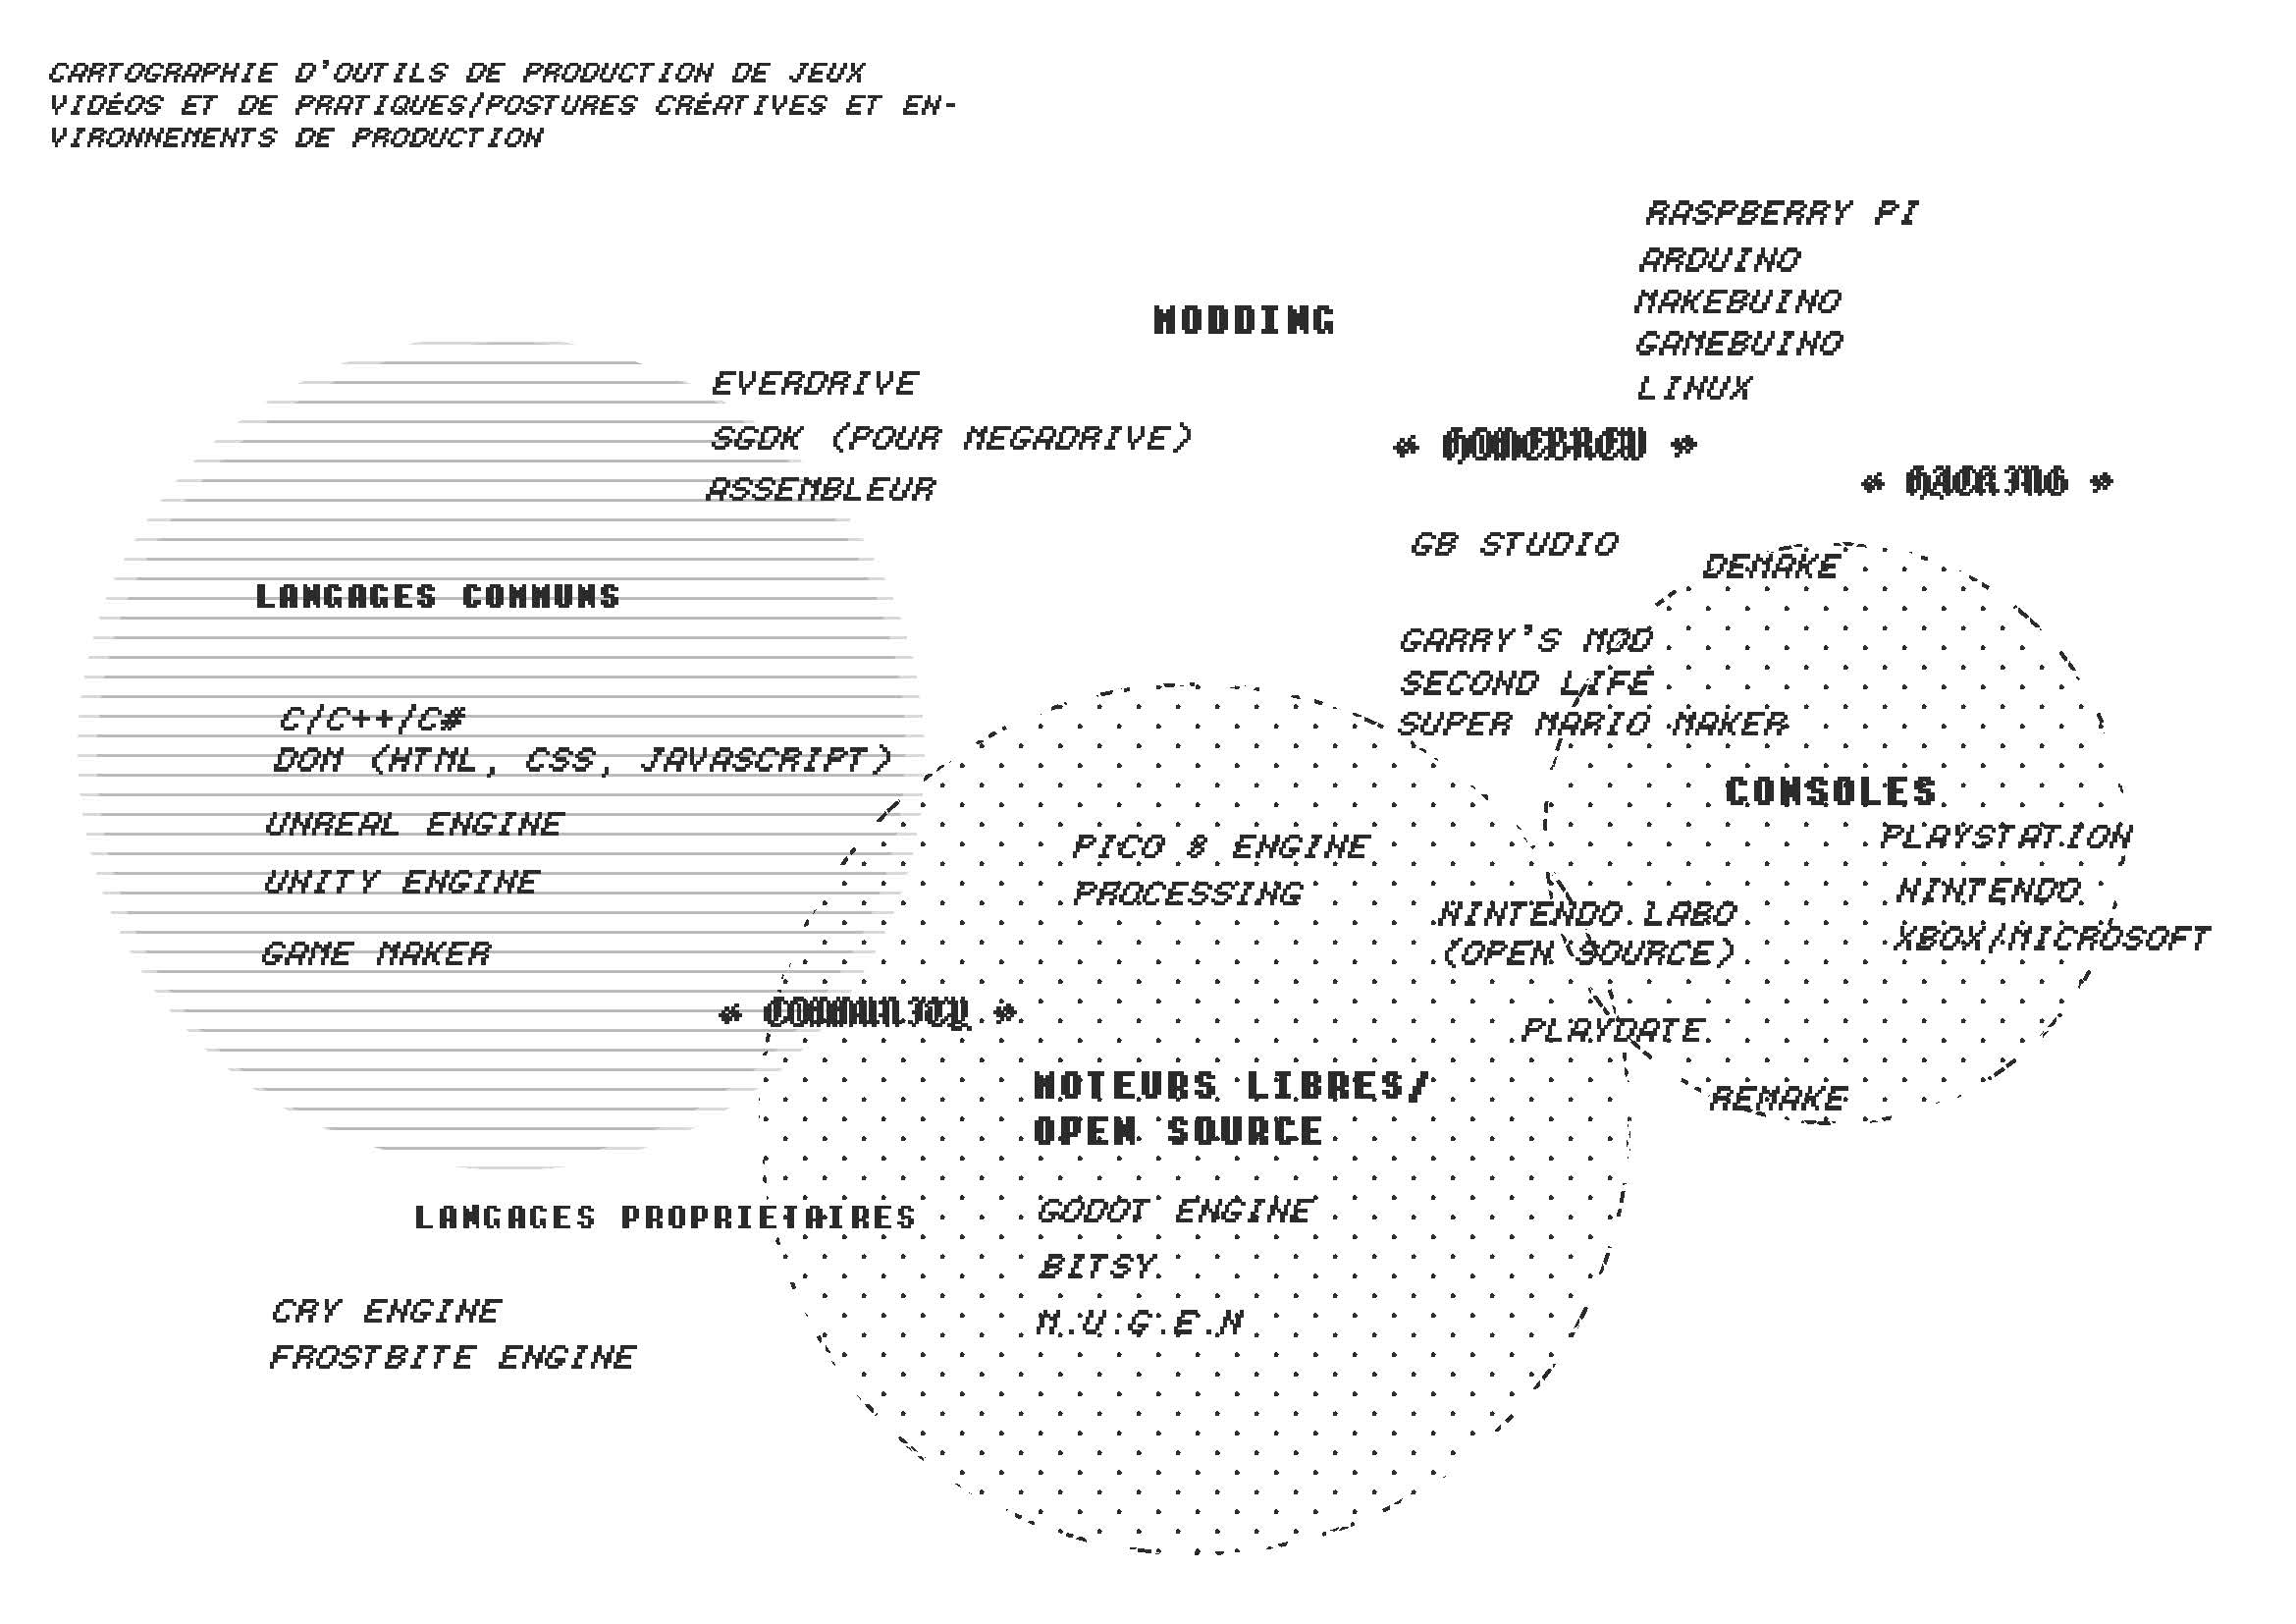 CARTOGRAPHIE D'OUTILS DE PRODUCTION DE JEUX
VIDÉOS ET DE PRATIQUES/POSTURES CRÉATIVES ET EN-
VIRONNEMENTS DE PRODUCTION
RASPBERRY PI
ARDUINO
MAKEBUINO
GAMEBUINO
LINUX
MODDING
EVERDRIVE
SGDK (POUR MEGADRIVE)
ASSEMBLEUR
* HOMEBREW *
* HACKING *
GB STUDIO
DEMAKE
LANGAGES COMMUNS
GARRY'S MOD
SECOND LIFE
SUPER MARIO MAKER
C/C++/C#
DOM (HTML, CSS, JAVASCRIPT)
UNREAL ENGINE
UNITY ENGINE
GAME MAKER
CONSOLES
PLAYSTATION
NINTENDO
XBOX/MICROSOFT
PICO 8 ENGINE
PROCESSING
NINTENDO LABO
(OPEN SOURCE)
* COMMUNITY *
PLAYDATE
MOTEURS LIBRES/
OPEN SOURCE
REMAKE
LANGAGES PROPRIETAIRES
GODOT ENGINE
BITSY
M.U.G.E.N
CRY ENGINE
FROSTBITE ENGINE